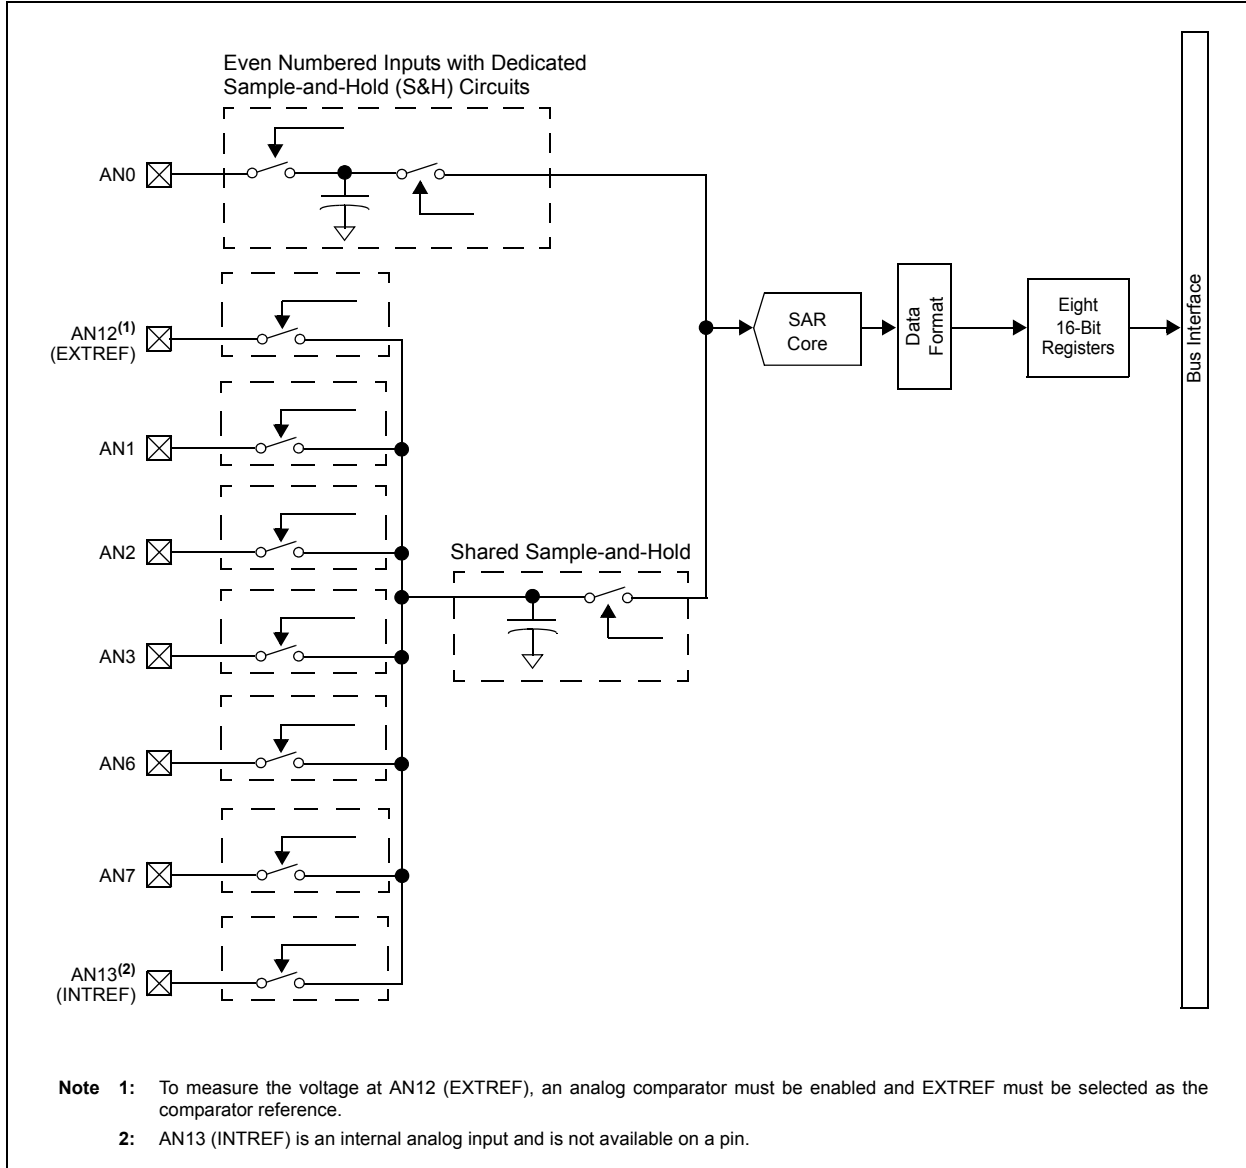 Even Numbered Inputs with Dedicated
Sample-and-Hold (S&H) Circuits
AN0
AN12(1)
(EXTREF)
AN1
AN2
Shared Sample-and-Hold
AN3
AN6
AN7
AN13(2)
(INTREF)
SAR
Core
Data
Format
Eight
16-Bit
Registers
Bus Interface
Note 1: To measure the voltage at AN12 (EXTREF), an analog comparator must be enabled and EXTREF must be selected as the
comparator reference.
2: AN13 (INTREF) is an internal analog input and is not available on a pin.